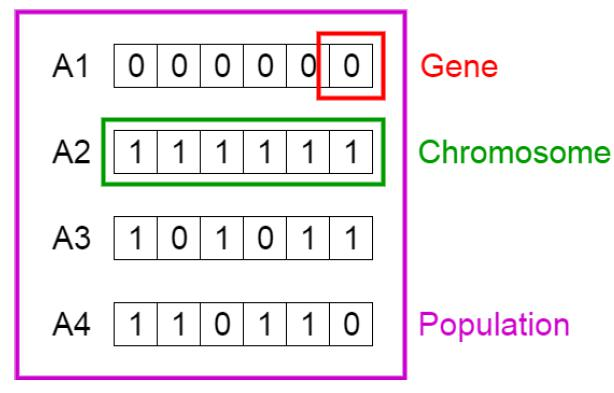 A1 0 0 0 0 0 0 Gene
A2 1 1 1 1 1 1 Chromosome
A3 1 0 1 0 1 1
A4 1 1 0 1 1 0 Population